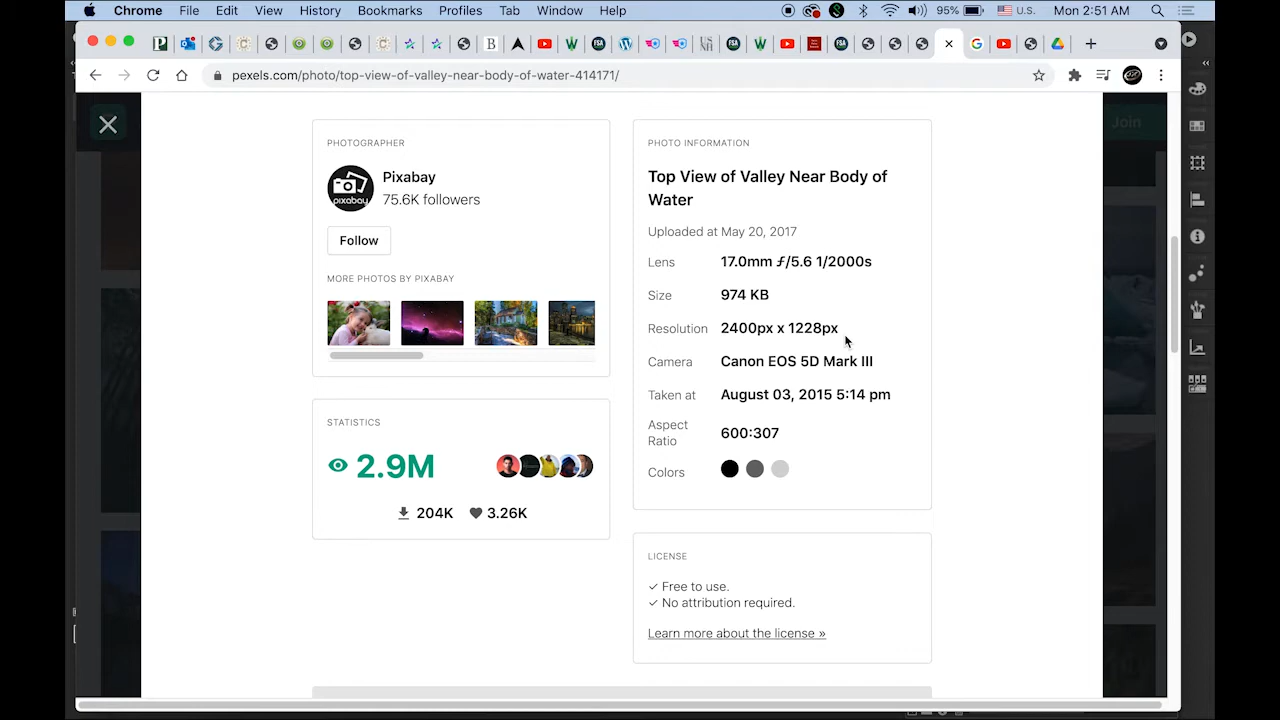 Chrome File Edit View History Bookmarks Profiles Tab Window Help 95% U.S. Mon 2:51 AM
pexels.com/photo/top-view-of-valley-near-body-of-water-414171/
Join
PHOTOGRAPHER
pixabay
Pixabay
75.6K followers
Follow
MORE PHOTOS BY PIXABAY
STATISTICS
2.9M
204K 3.26K
PHOTO INFORMATION
Top View of Valley Near Body of
Water
Uploaded at May 20, 2017
Lens 17.0mm ƒ/5.6 1/2000s
Size 974 KB
Resolution 2400px x 1228px
Camera Canon EOS 5D Mark III
Taken at August 03, 2015 5:14 pm
Aspect
Ratio 600:307
Colors
LICENSE
✓ Free to use.
✓ No attribution required.
Learn more about the license »